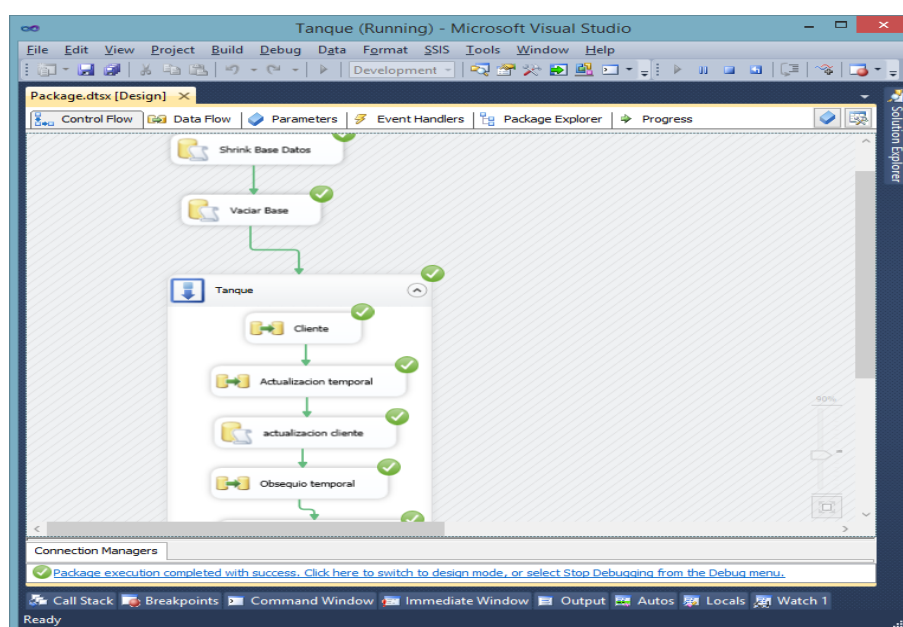 Tanque (Running) - Microsoft Visual Studio
File Edit View Project Build Debug Data Format SSIS Tools Window Help
Development
Package.dtsx [Design]
Solution Explorer
Control Flow Data Flow Parameters Event Handlers Package Explorer Progress
Shrink Base Datos
Vaciar Base
Tanque
Cliente
Actualizacion temporal
actualizacion cliente
Obsequio temporal
90%
Connection Managers
Package execution completed with success. Click here to switch to design mode, or select Stop Debugging from the Debug menu.
Call Stack Breakpoints Command Window Immediate Window Output Autos Locals Watch 1
Ready